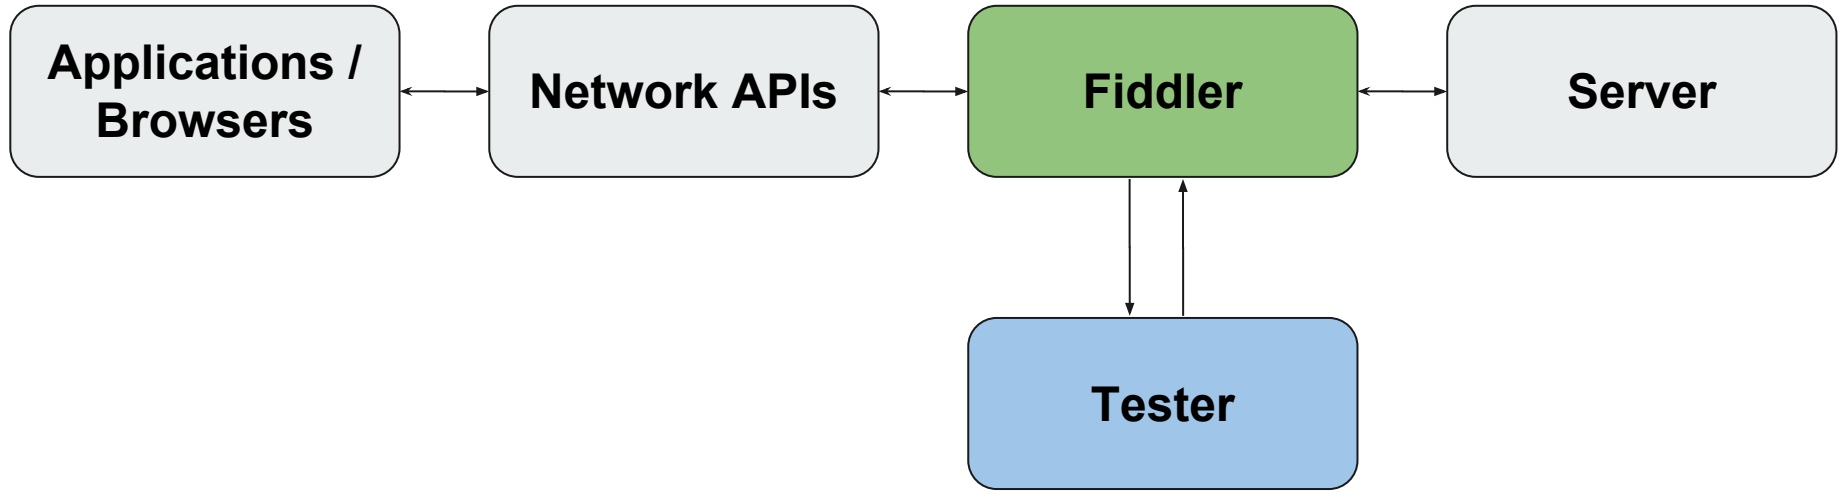 Applications /
Browsers
Network APIs
Fiddler
Server
Tester